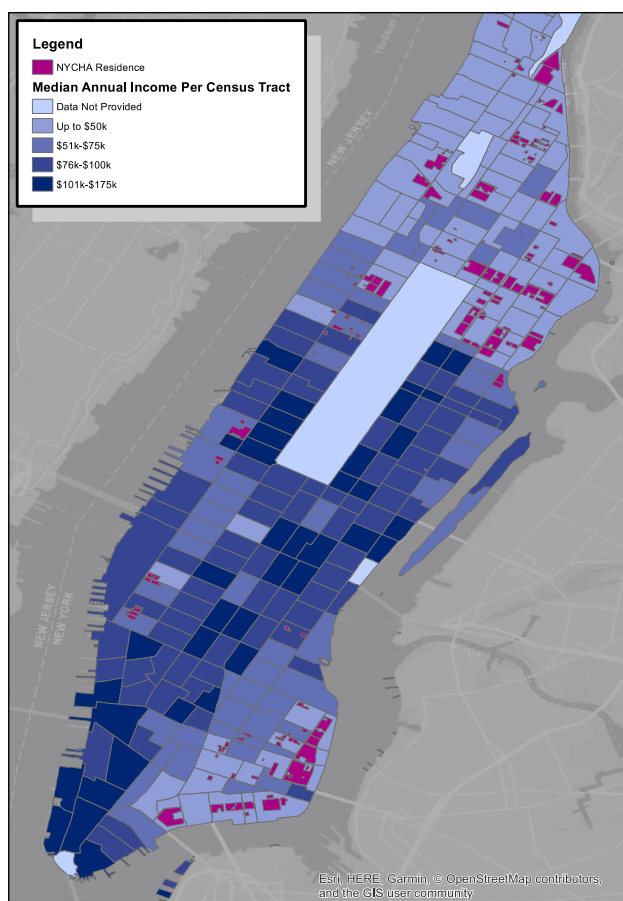 Legend
NYCHA Residence
Median Annual Income Per Census Tract
Data Not Provided
Up to $50k
$51k-$75k
$76k-$100k
$101k-$175k
Hudson
NEW JERSEY
NEW JERSEY
NEW YORK
Esri, HERE, Garmin, © OpenStreetMap contributors,
and the GIS user community